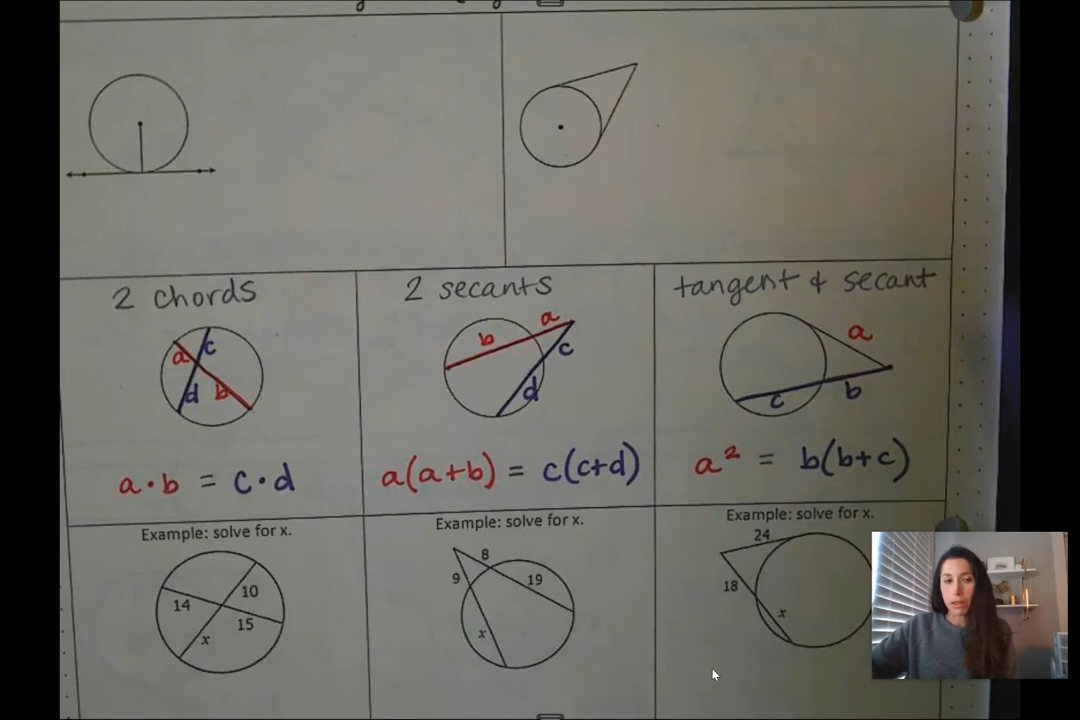 2 chords
a
c
d
b
a • b = c • d
2 secants
a
b
c
d
a(a+b) = c(c+d)
tangent & secant
a
b
c
a² = b(b+c)
Example: solve for x.
10
14
15
x
Example: solve for x.
8
9
19
x
Example: solve for x.
24
18
x